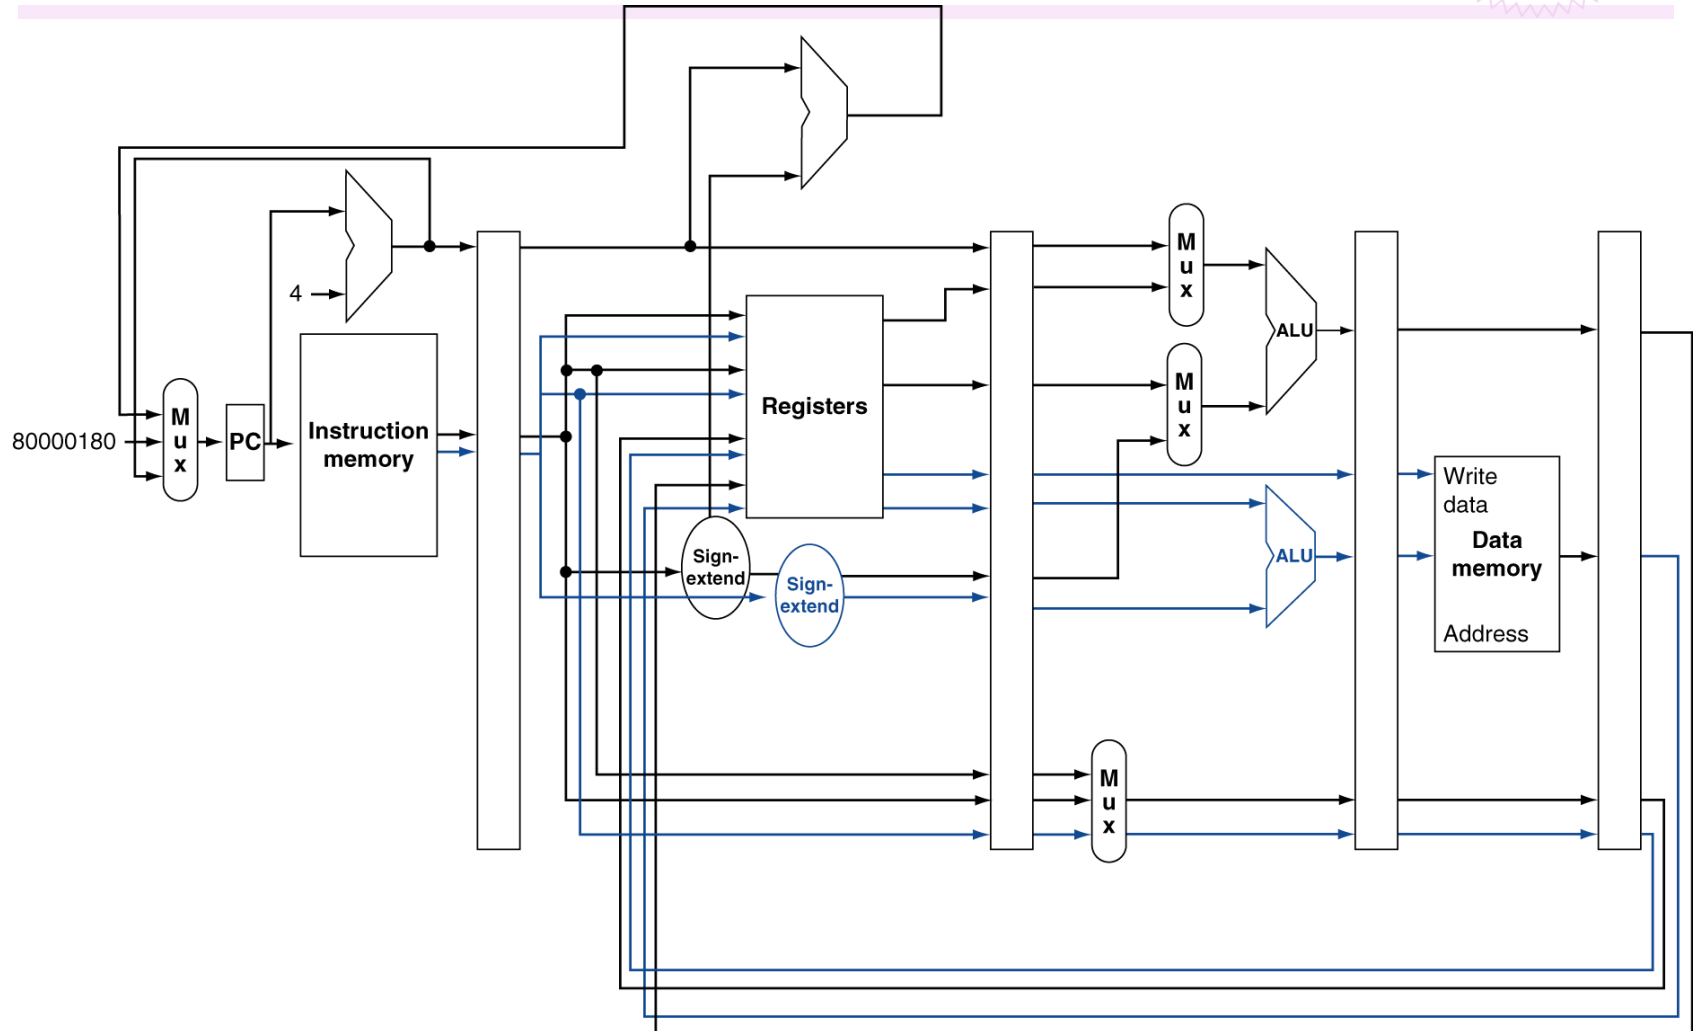 M
u
x
4
M
u
x
80000180
PC
Instruction
memory
Registers
Sign-
extend
Sign-
extend
M
u
x
ALU
ALU
Write
data
Data
memory
Address
M
u
x